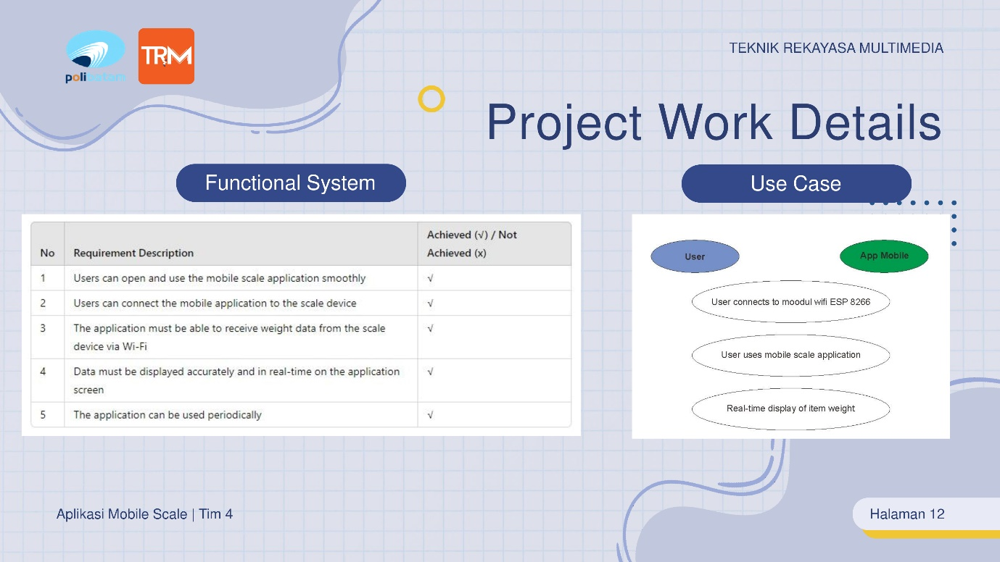 polibatam
TRM
TEKNIK REKAYASA MULTIMEDIA
Project Work Details
Functional System
Use Case
No
Requirement Description
Achieved (√) / Not
Achieved (x)
1
Users can open and use the mobile scale application smoothly
√
2
Users can connect the mobile application to the scale device
√
3
The application must be able to receive weight data from the scale
device via Wi-Fi
√
4
Data must be displayed accurately and in real-time on the application
screen
√
5
The application can be used periodically
√
User
App Mobile
User connects to moodul wifi ESP 8266
User uses mobile scale application
Real-time display of item weight
Aplikasi Mobile Scale | Tim 4
Halaman 12